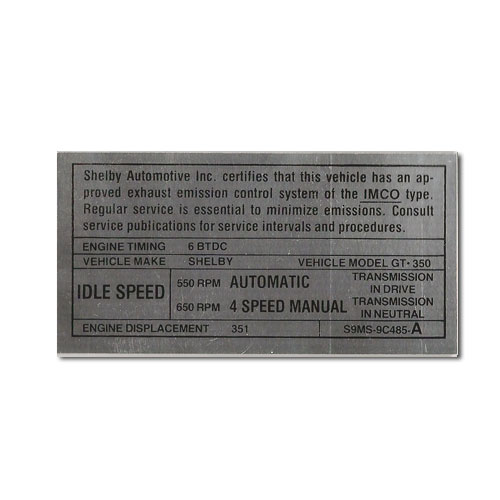 Shelby Automotive Inc. certifies that this vehicle has an ap-
proved exhaust emission control system of the IMCO type.
Regular service is essential to minimize emissions. Consult
service publications for service intervals and procedures.
ENGINE TIMING 6 BTDC
VEHICLE MAKE SHELBY VEHICLE MODEL GT·350
IDLE SPEED
550 RPM AUTOMATIC TRANSMISSION IN DRIVE
650 RPM 4 SPEED MANUAL TRANSMISSION IN NEUTRAL
ENGINE DISPLACEMENT 351 S9MS-9C485-A